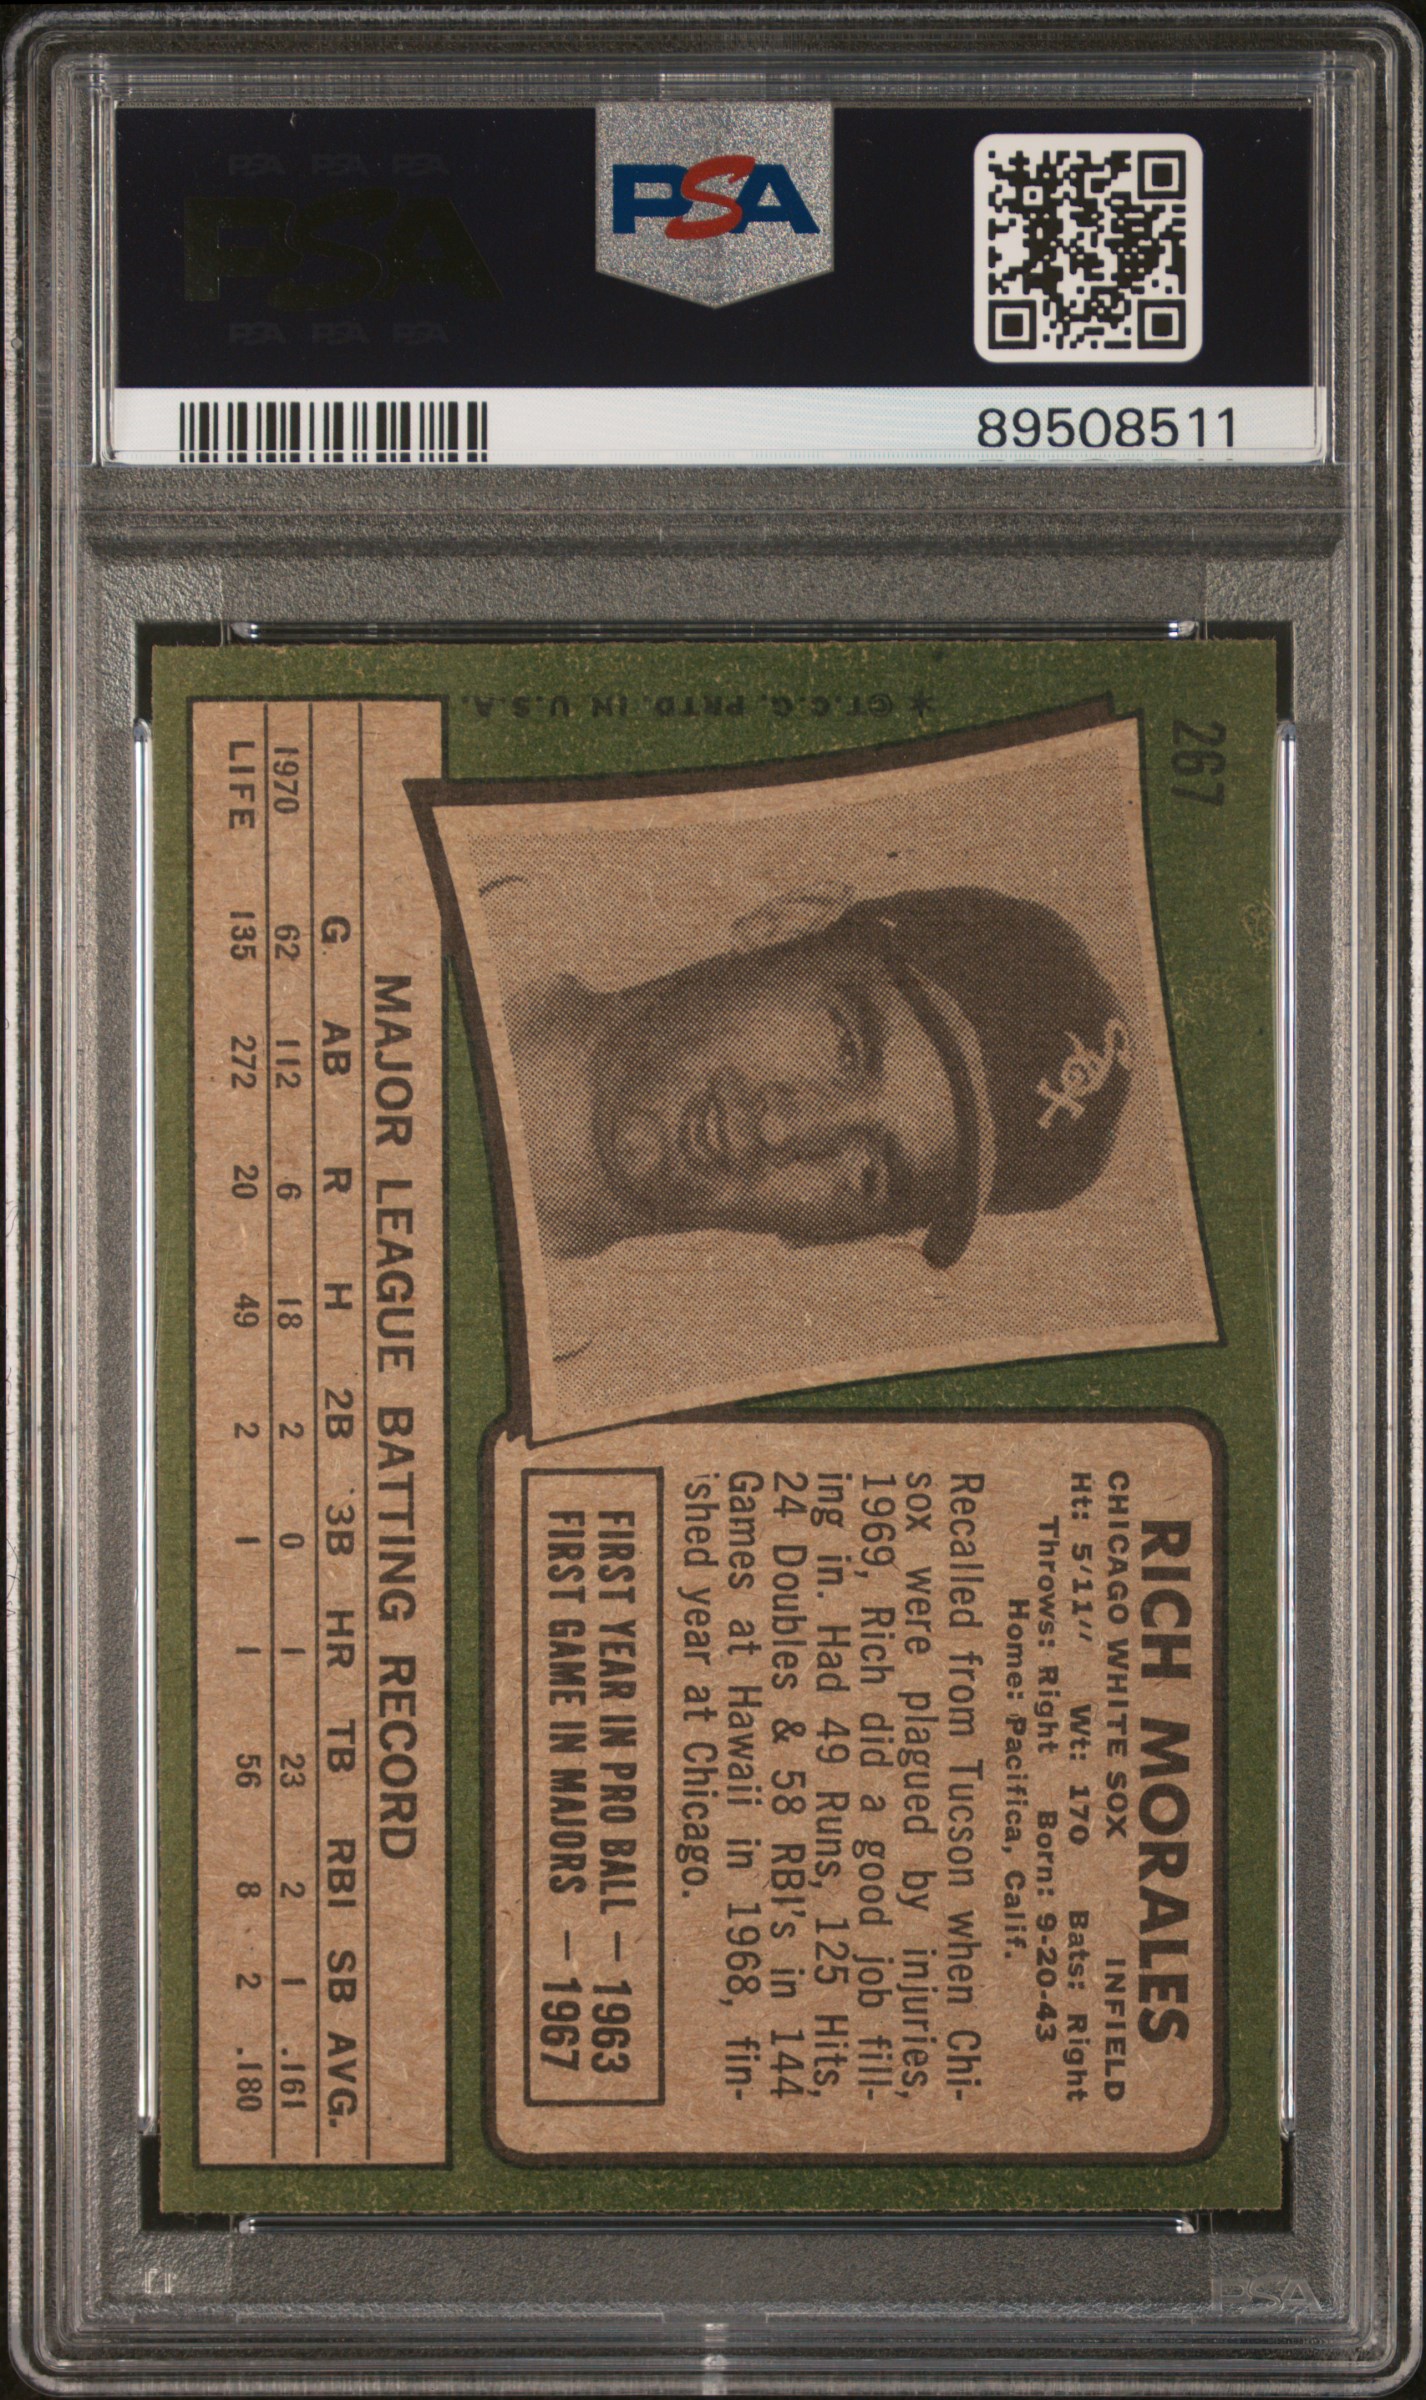 PSA PSA PSA
PSA
PSA PSA PSA
PSA
89508511
267
*©T.C.G. PRTD. IN U.S.A.
RICH MORALES
CHICAGO WHITE SOX INFIELD
Ht: 5'11" Wt: 170 Bats: Right
Throws: Right Born: 9-20-43
Home: Pacifica, Calif.
Recalled from Tucson when Chi-
sox were plagued by injuries,
1969, Rich did a good job fill-
ing in. Had 49 Runs, 125 Hits,
24 Doubles & 58 RBI's in 144
Games at Hawaii in 1968, fin-
ished year at Chicago.
FIRST YEAR IN PRO BALL — 1963
FIRST GAME IN MAJORS — 1967
MAJOR LEAGUE BATTING RECORD
G AB R H 2B 3B HR TB RBI SB AVG.
1970 62 112 6 18 2 0 1 23 2 1 .161
LIFE 135 272 20 49 2 1 1 56 8 2 .180
PSA